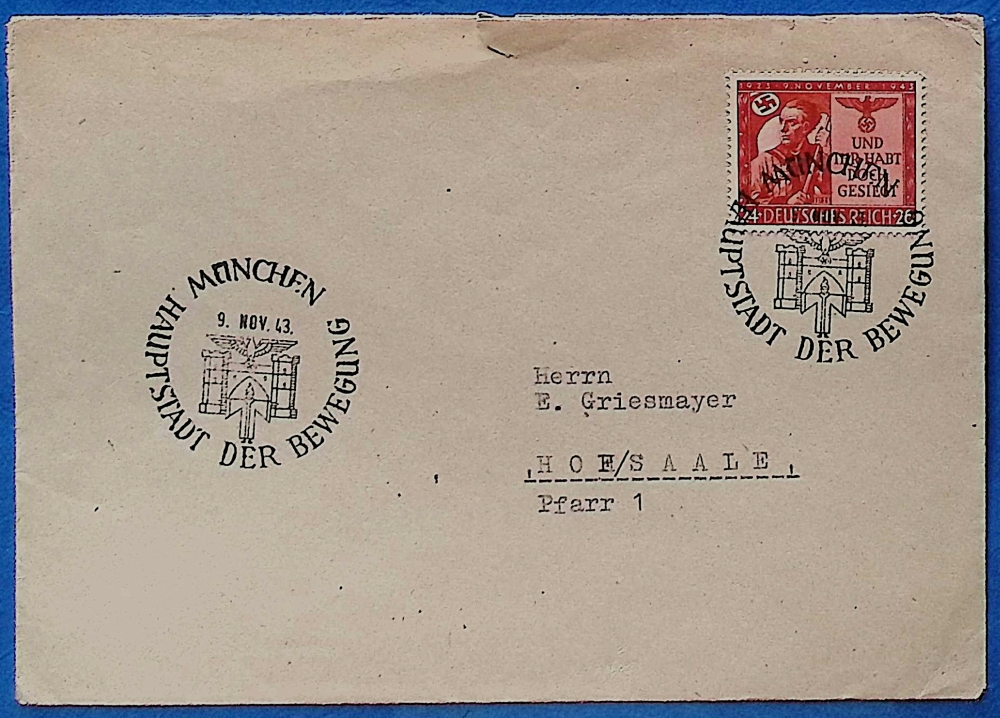 1923 · 9. NOVEMBER · 1943
UND
IHR HABT
DOCH
GESIEGT
24 DEUTSCHES REICH 26
MÜNCHEN
HAUPTSTADT DER BEWEGUNG
MÜNCHEN
9. NOV. 43.
HAUPTSTADT DER BEWEGUNG
Herrn
E. Griesmayer
HOF/SAALE
Pfarr 1